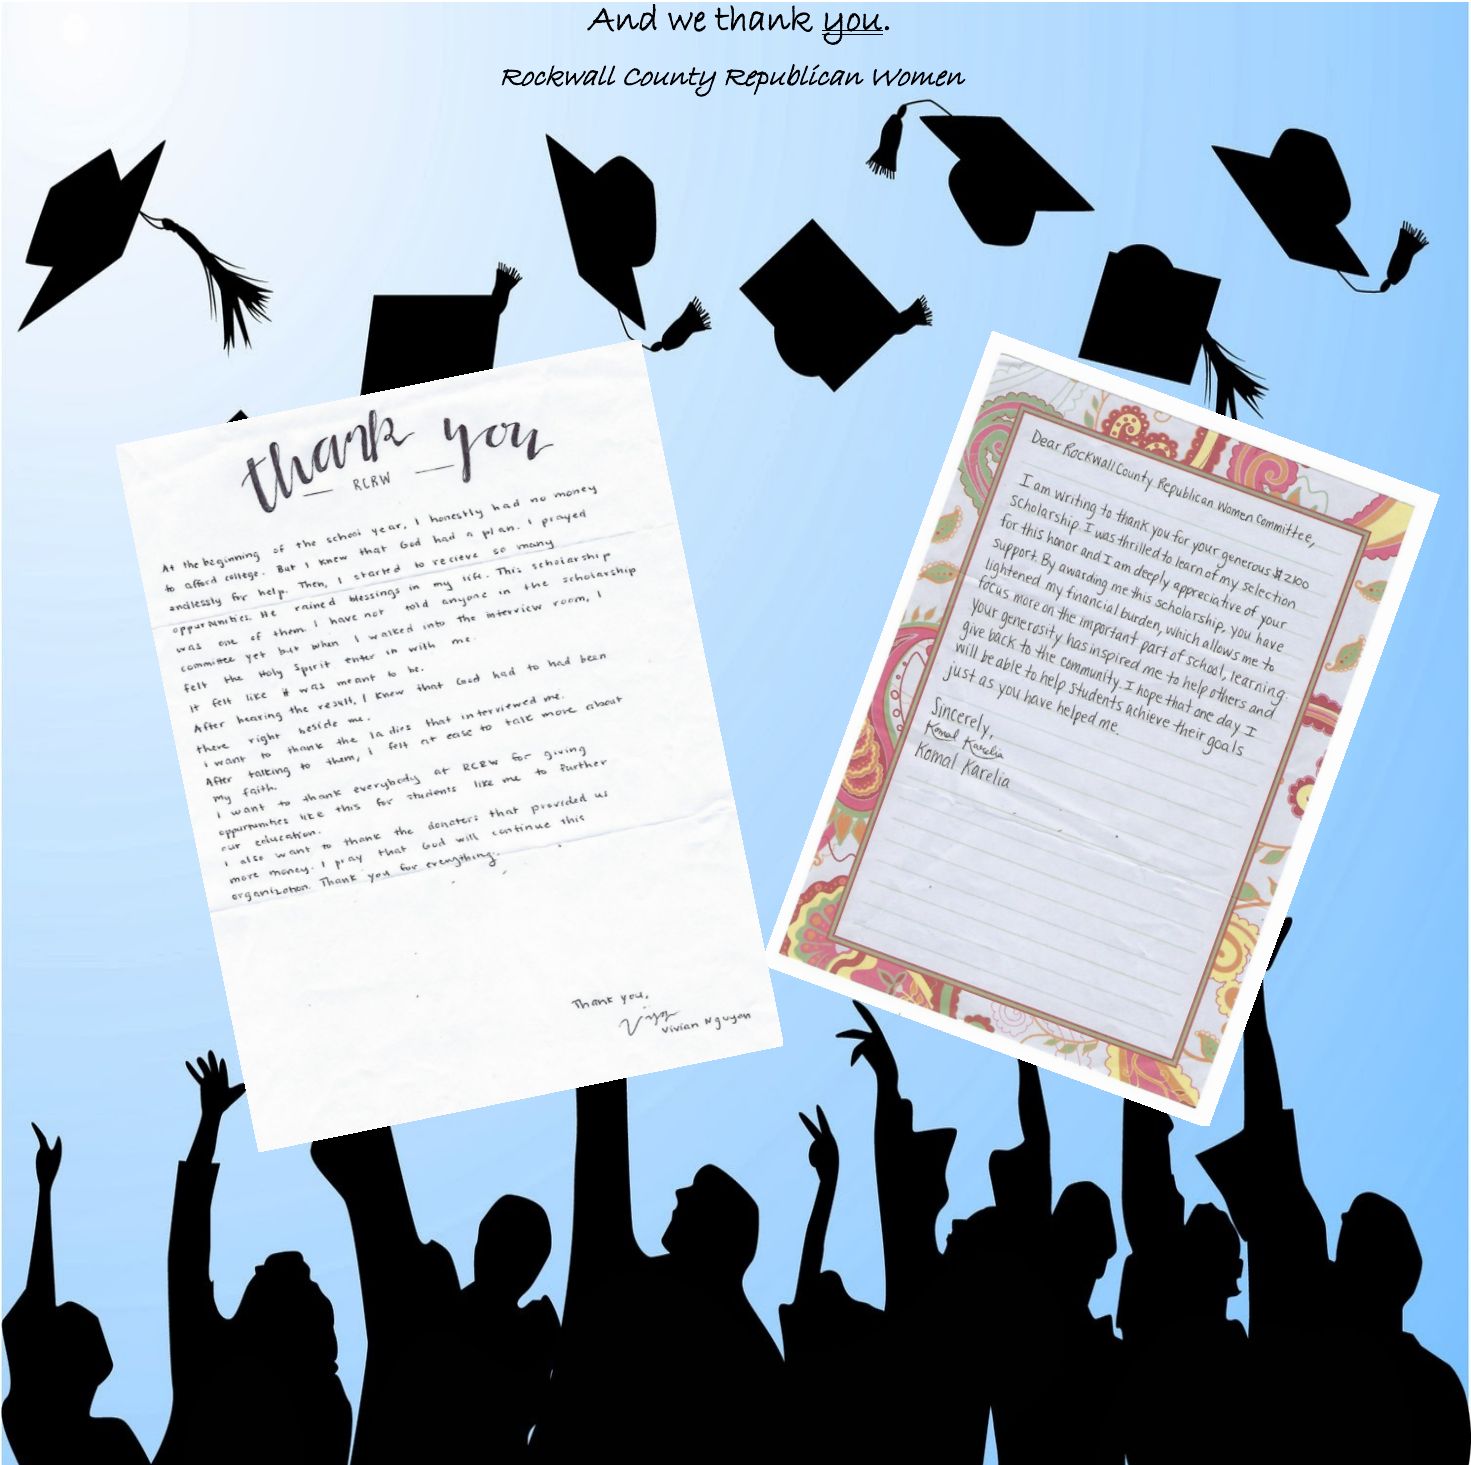 And we thank you.
Rockwall County Republican Women
thank you
RCRW
At the beginning of the school year, I honestly had no money
to afford college. But I knew that God had a plan. I prayed
endlessly for help. Then, I started to recieve so many
oppurtunities. He rained blessings in my life. This scholarship
was one of them. I have not told anyone in the scholarship
committee yet but when I walked into the interview room, I
felt the Holy Spirit enter in with me.
It felt like it was meant to be.
After hearing the result, I knew that God had to had been
there right beside me.
I want to thank the ladies that interviewed me.
After talking to them, I felt at ease to talk more about
my faith.
I want to thank everybody at RCRW for giving
oppurtunities like this for students like me to further
our education.
I also want to thank the donaters that provided us
more money. I pray that God will continue this
organization. Thank you for everything.
Thank you,
Vivian Nguyen
Dear Rockwall County Republican Women Committee,
I am writing to thank you for your generous $2100
scholarship. I was thrilled to learn of my selection
for this honor and I am deeply appreciative of your
support. By awarding me this scholarship, you have
lightened my financial burden, which allows me to
focus more on the important part of school, learning.
your generosity has inspired me to help others and
give back to the community. I hope that one day I
will be able to help students achieve their goals
just as you have helped me.
Sincerely,
Komal Karelia
Komal Karelia